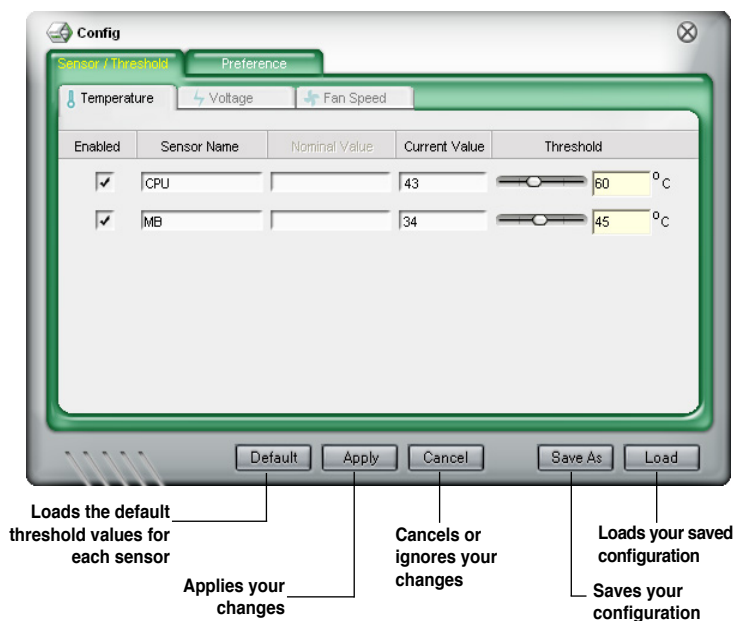 Config
Sensor / Threshold Preference
Temperature Voltage Fan Speed
Enabled Sensor Name Nominal Value Current Value Threshold
CPU 43 60 °C
MB 34 45 °C
Default Apply Cancel Save As Load
Loads the default
threshold values for
each sensor
Applies your
changes
Cancels or
ignores your
changes
Saves your
configuration
Loads your saved
configuration